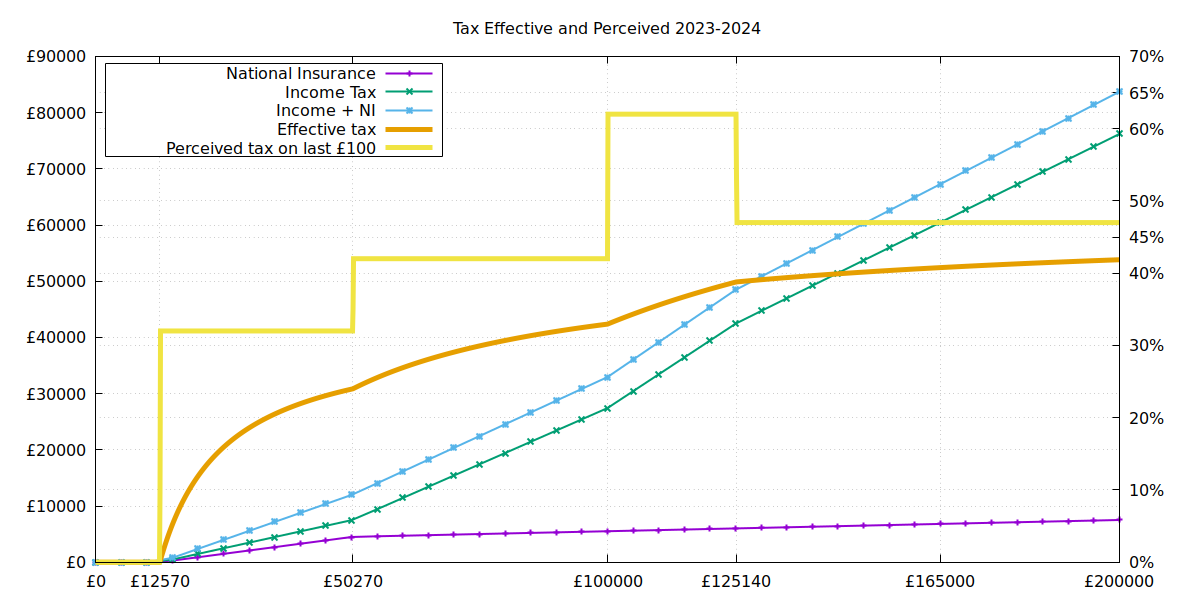 Tax Effective and Perceived 2023-2024
£90000
£80000
£70000
£60000
£50000
£40000
£30000
£20000
£10000
£0
70%
65%
60%
50%
45%
40%
30%
20%
10%
0%
National Insurance
Income Tax
Income + NI
Effective tax
Perceived tax on last £100
£0 £12570 £50270 £100000 £125140 £165000 £200000